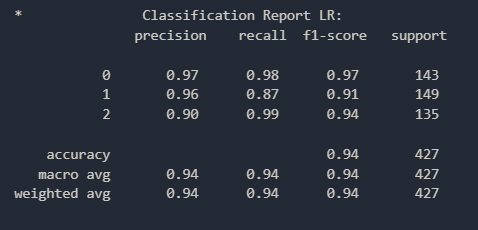 * Classification Report LR:
precision recall f1-score support
0 0.97 0.98 0.97 143
1 0.96 0.87 0.91 149
2 0.90 0.99 0.94 135
accuracy 0.94 427
macro avg 0.94 0.94 0.94 427
weighted avg 0.94 0.94 0.94 427